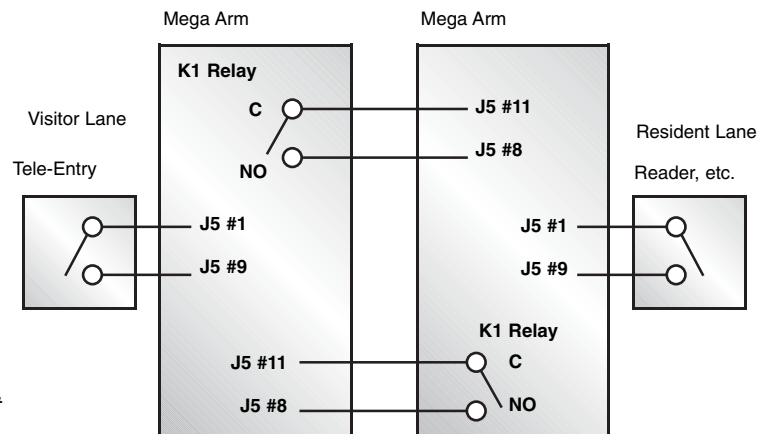 Mega Arm
Mega Arm
K1 Relay
C
NO
J5 #11
J5 #8
Visitor Lane
Tele-Entry
J5 #1
J5 #9
Resident Lane
Reader, etc.
J5 #1
J5 #9
J5 #11
J5 #8
K1 Relay
C
NO